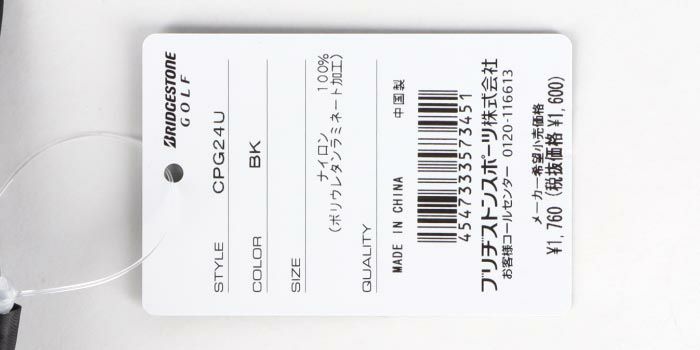 BRIDGESTONE
GOLF
STYLE CPG24U
COLOR BK
SIZE
ナイロン 100%
(ポリウレタンラミネート加工)
QUALITY
MADE IN CHINA 中国製
4547333573451
ブリヂストンスポーツ株式会社
お客様コールセンター 0120-116613
メーカー希望小売価格
¥1,760 (税抜価格 ¥1,600)